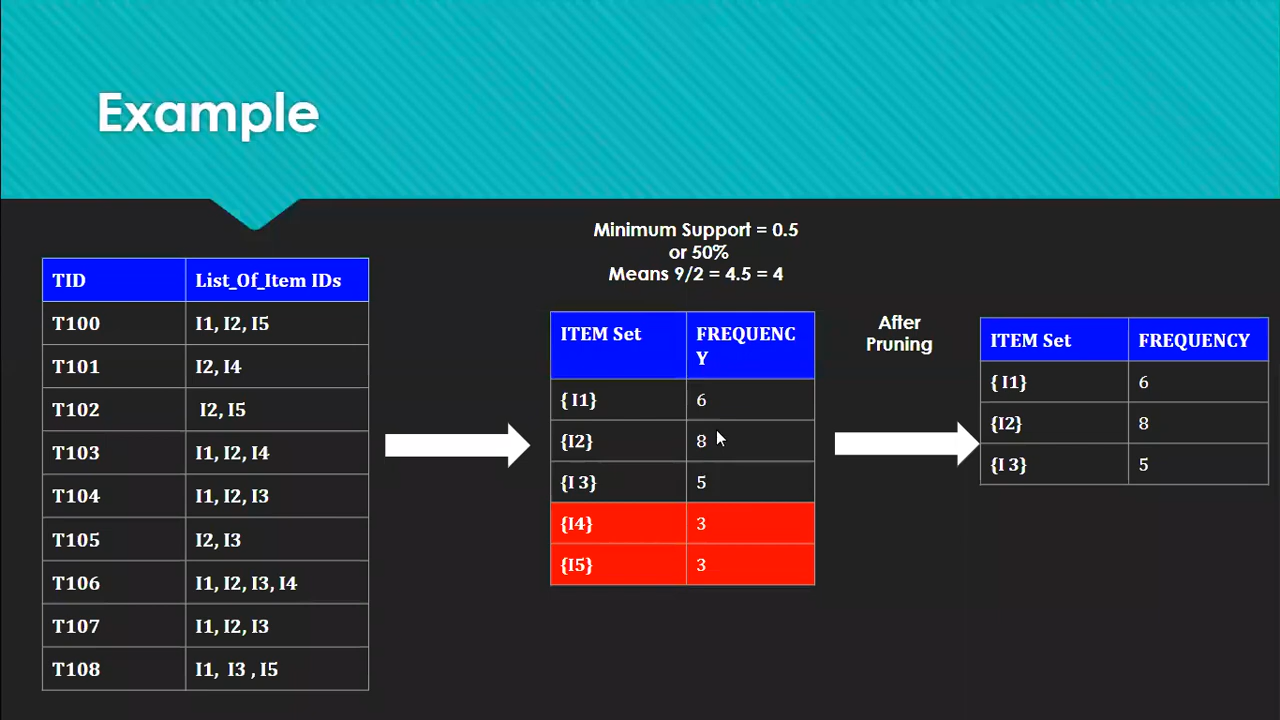 Example
Minimum Support = 0.5
or 50%
Means 9/2 = 4.5 = 4
TID List_Of_Item IDs
T100 I1, I2, I5
T101 I2, I4
T102 I2, I5
T103 I1, I2, I4
T104 I1, I2, I3
T105 I2, I3
T106 I1, I2, I3, I4
T107 I1, I2, I3
T108 I1, I3 , I5
ITEM Set FREQUENC
Y
{ I1} 6
{I2} 8
{I 3} 5
{I4} 3
{I5} 3
After
Pruning
ITEM Set FREQUENCY
{ I1} 6
{I2} 8
{I 3} 5